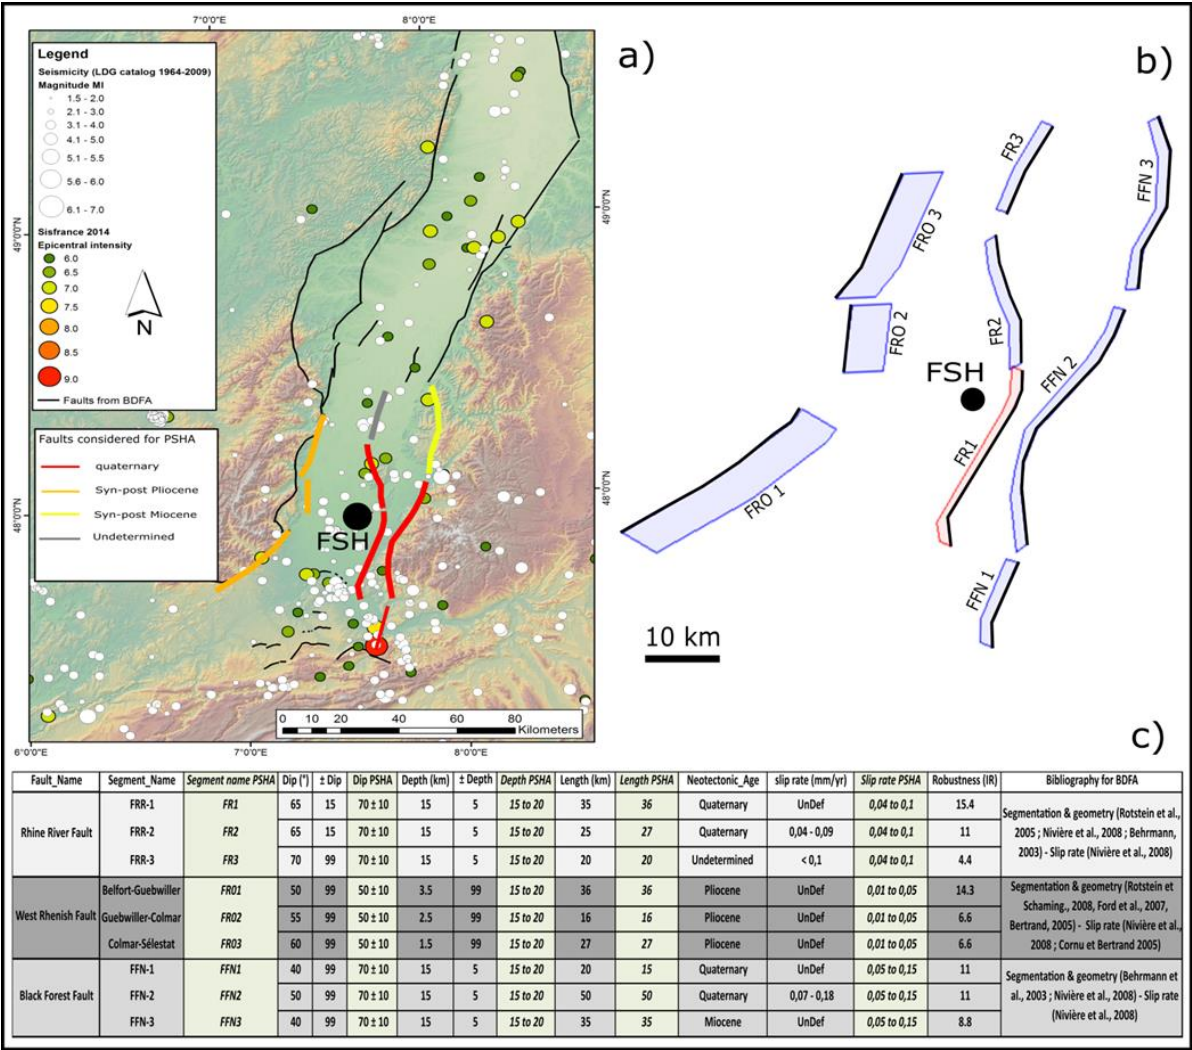 7°0'0"E
8°0'0"E
Legend
Seismicity (LDG catalog 1964-2009)
Magnitude Ml
1.5 - 2.0
2.1 - 3.0
3.1 - 4.0
4.1 - 5.0
5.1 - 5.5
5.6 - 6.0
6.1 - 7.0
Sisfrance 2014
Epicentral intensity
6.0
6.5
7.0
7.5
8.0
8.5
9.0
Faults from BDFA
N
Faults considered for PSHA
quaternary
Syn-post Pliocene
Syn-post Miocene
Undetermined
49°0'0"N
49°0'0"N
48°0'0"N
48°0'0"N
FSH
0 10 20 40 60 80
Kilometers
6°0'0"E
7°0'0"E
8°0'0"E
a)
b)
FR3
FFN 3
FRO 3
FRO 2
FR2
FSH
FFN 2
FR1
FRO 1
FFN 1
10 km
c)
Fault_Name Segment_Name Segment name PSHA Dip (°) ± Dip Dip PSHA Depth (km) ± Depth Depth PSHA Length (km) Length PSHA Neotectonic_Age slip rate (mm/yr) Slip rate PSHA Robustness (IR) Bibliography for BDFA
Rhine River Fault
FRR-1 FR1 65 15 70 ± 10 15 5 15 to 20 35 36 Quaternary UnDef 0,04 to 0,1 15.4
FRR-2 FR2 65 15 70 ± 10 15 5 15 to 20 25 27 Quaternary 0,04 - 0,09 0,04 to 0,1 11
FRR-3 FR3 70 99 70 ± 10 15 5 15 to 20 20 20 Undetermined < 0,1 0,04 to 0,1 4.4
Segmentation & geometry (Rotstein et al.,
2005 ; Nivière et al., 2008 ; Behrmann,
2003) - Slip rate (Nivière et al., 2008)
West Rhenish Fault
Belfort-Guebwiller FR01 50 99 50 ± 10 3.5 99 15 to 20 36 36 Pliocene UnDef 0,01 to 0,05 14.3
Guebwiller-Colmar FR02 55 99 50 ± 10 2.5 99 15 to 20 16 16 Pliocene UnDef 0,01 to 0,05 6.6
Colmar-Sélestat FR03 60 99 50 ± 10 1.5 99 15 to 20 27 27 Pliocene UnDef 0,01 to 0,05 6.6
Segmentation & geometry (Rotstein et
Schaming., 2008, Ford et al., 2007,
Bertrand, 2005) - Slip rate (Nivière et al.,
2008 ; Cornu et Bertrand 2005)
Black Forest Fault
FFN-1 FFN1 40 99 70 ± 10 15 5 15 to 20 20 15 Quaternary UnDef 0,05 to 0,15 11
FFN-2 FFN2 50 99 70 ± 10 15 5 15 to 20 50 50 Quaternary 0,07 - 0,18 0,05 to 0,15 11
FFN-3 FFN3 40 99 70 ± 10 15 5 15 to 20 35 35 Miocene UnDef 0,05 to 0,15 8.8
Segmentation & geometry (Behrmann et
al., 2003 ; Nivière et al., 2008) - Slip rate
(Nivière et al., 2008)